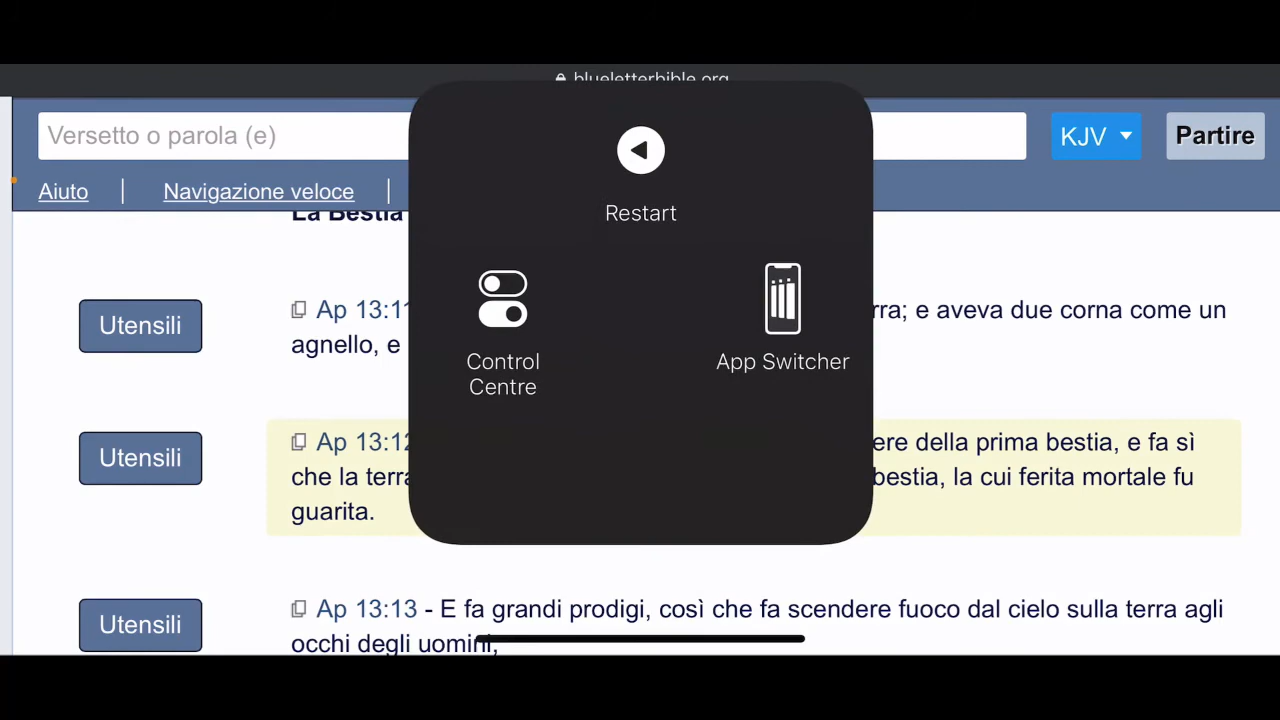 blueletterbible.org
Versetto o parola (e)
KJV
Partire
Aiuto | Navigazione veloce |
La Bestia
Restart
Control
Centre
App Switcher
Utensili
Ap 13:11 rra; e aveva due corna come un
agnello, e
Utensili
Ap 13:12 ere della prima bestia, e fa sì
che la terra bestia, la cui ferita mortale fu
guarita.
Utensili
Ap 13:13 - E fa grandi prodigi, così che fa scendere fuoco dal cielo sulla terra agli
occhi degli uomini,